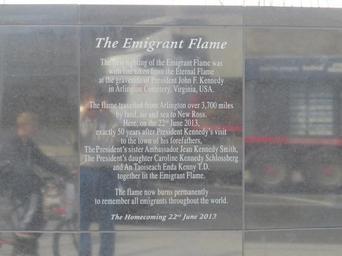 The Emigrant Flame
The first lighting of the Emigrant Flame was
with fire taken from the Eternal Flame
at the graveside of President John F. Kennedy
in Arlington Cemetery, Virginia, USA.
The flame travelled from Arlington over 3,700 miles
by land, air and sea to New Ross.
Here, on the 22nd June 2013,
exactly 50 years after President Kennedy's visit
to the town of his forefathers,
The President's sister Ambassador Jean Kennedy Smith,
The President's daughter Caroline Kennedy Schlossberg
and An Taoiseach Enda Kenny T.D.
together lit the Emigrant Flame.
The flame now burns permanently
to remember all emigrants throughout the world.
The Homecoming 22nd June 2013